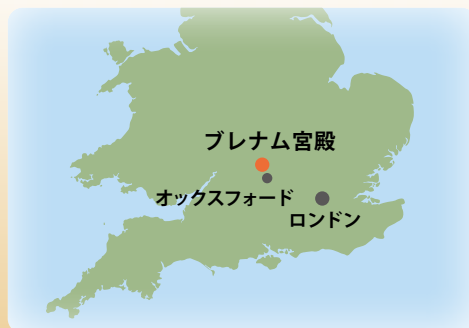 ブレナム宮殿
オックスフォード
ロンドン